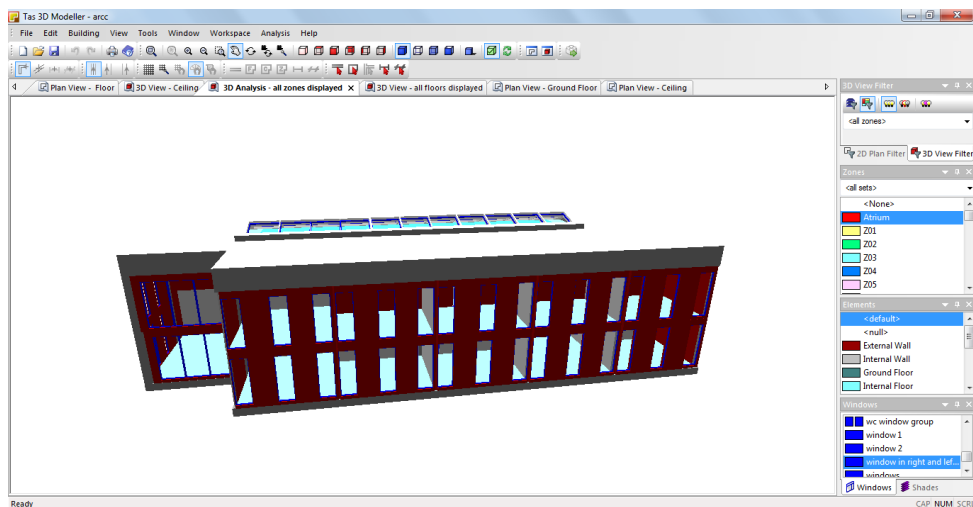 Tas 3D Modeller - arcc
File Edit Building View Tools Window Workspace Analysis Help
Plan View - Floor 3D View - Ceiling 3D Analysis - all zones displayed 3D View - all floors displayed Plan View - Ground Floor Plan View - Ceiling
3D View Filter
<all zones>
2D Plan Filter 3D View Filter
Zones
<all sets>
<None>
Atrium
Z01
Z02
Z03
Z04
Z05
Elements
<default>
<null>
External Wall
Internal Wall
Ground Floor
Internal Floor
Windows
wc window group
window 1
window 2
window in right and lef...
windows
Windows Shades
Ready CAP NUM SCRL